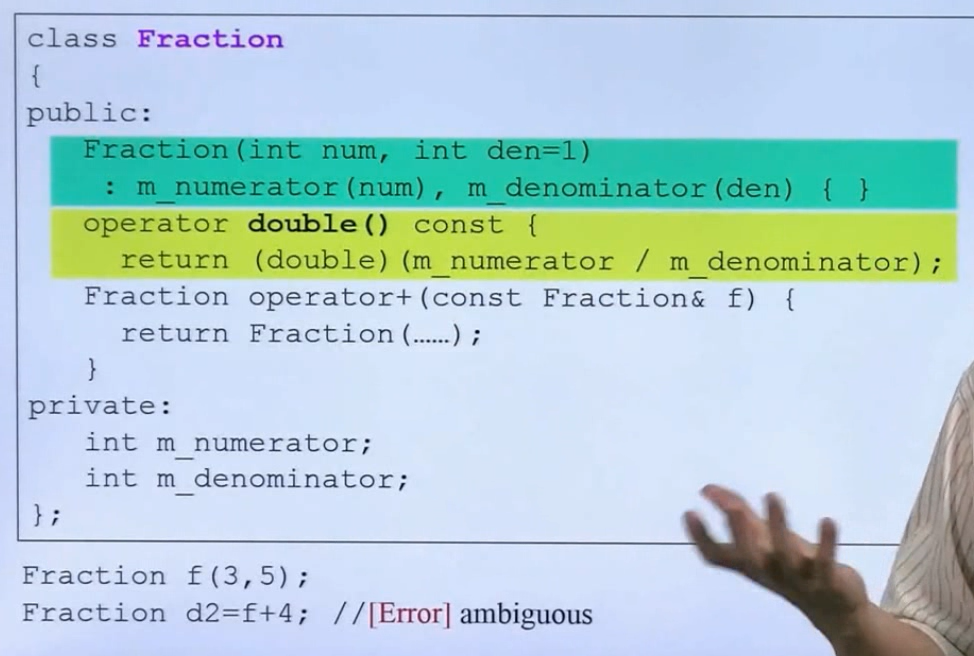 class Fraction
{
public:
Fraction(int num, int den=1)
: m_numerator(num), m_denominator(den) { }
operator double() const {
return (double)(m_numerator / m_denominator);
Fraction operator+(const Fraction& f) {
return Fraction(……);
}
private:
int m_numerator;
int m_denominator;
};
Fraction f(3,5);
Fraction d2=f+4; //[Error] ambiguous